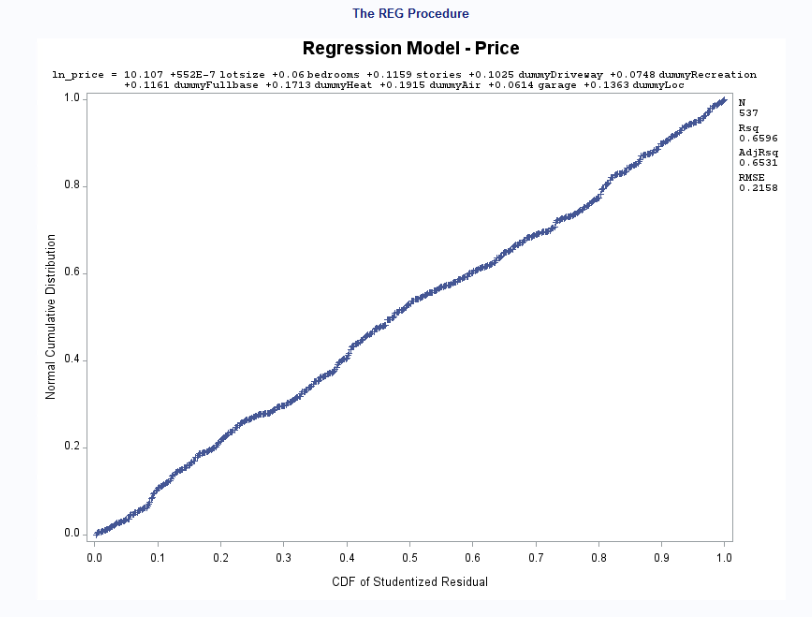 The REG Procedure
Regression Model - Price
ln_price = 10.107 +552E-7 lotsize +0.06 bedrooms +0.1159 stories +0.1025 dummyDriveway +0.0748 dummyRecreation
+0.1161 dummyFullbase +0.1713 dummyHeat +0.1915 dummyAir +0.0614 garage +0.1363 dummyLoc
N
537
Rsq
0.6596
AdjRsq
0.6531
RMSE
0.2158
Normal Cumulative Distribution
1.0
0.8
0.6
0.4
0.2
0.0
0.0 0.1 0.2 0.3 0.4 0.5 0.6 0.7 0.8 0.9 1.0
CDF of Studentized Residual